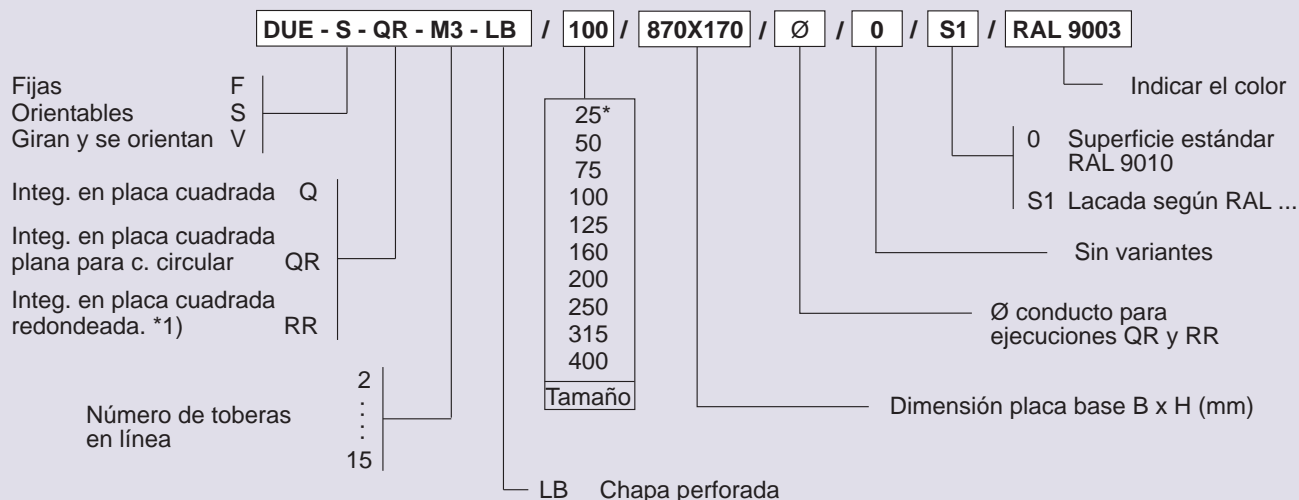 DUE - S - QR - M3 - LB / 100 / 870X170 / Ø / 0 / S1 / RAL 9003
Fijas F
Orientables S
Giran y se orientan V
Integ. en placa cuadrada Q
Integ. en placa cuadrada
plana para c. circular QR
Integ. en placa cuadrada
redondeada. *1) RR
Número de toberas
en línea
2
.
.
.
.
15
LB Chapa perforada
25*
50
75
100
125
160
200
250
315
400
Tamaño
Indicar el color
0 Superficie estándar
RAL 9010
S1 Lacada según RAL ...
Sin variantes
Ø conducto para
ejecuciones QR y RR
Dimensión placa base B x H (mm)